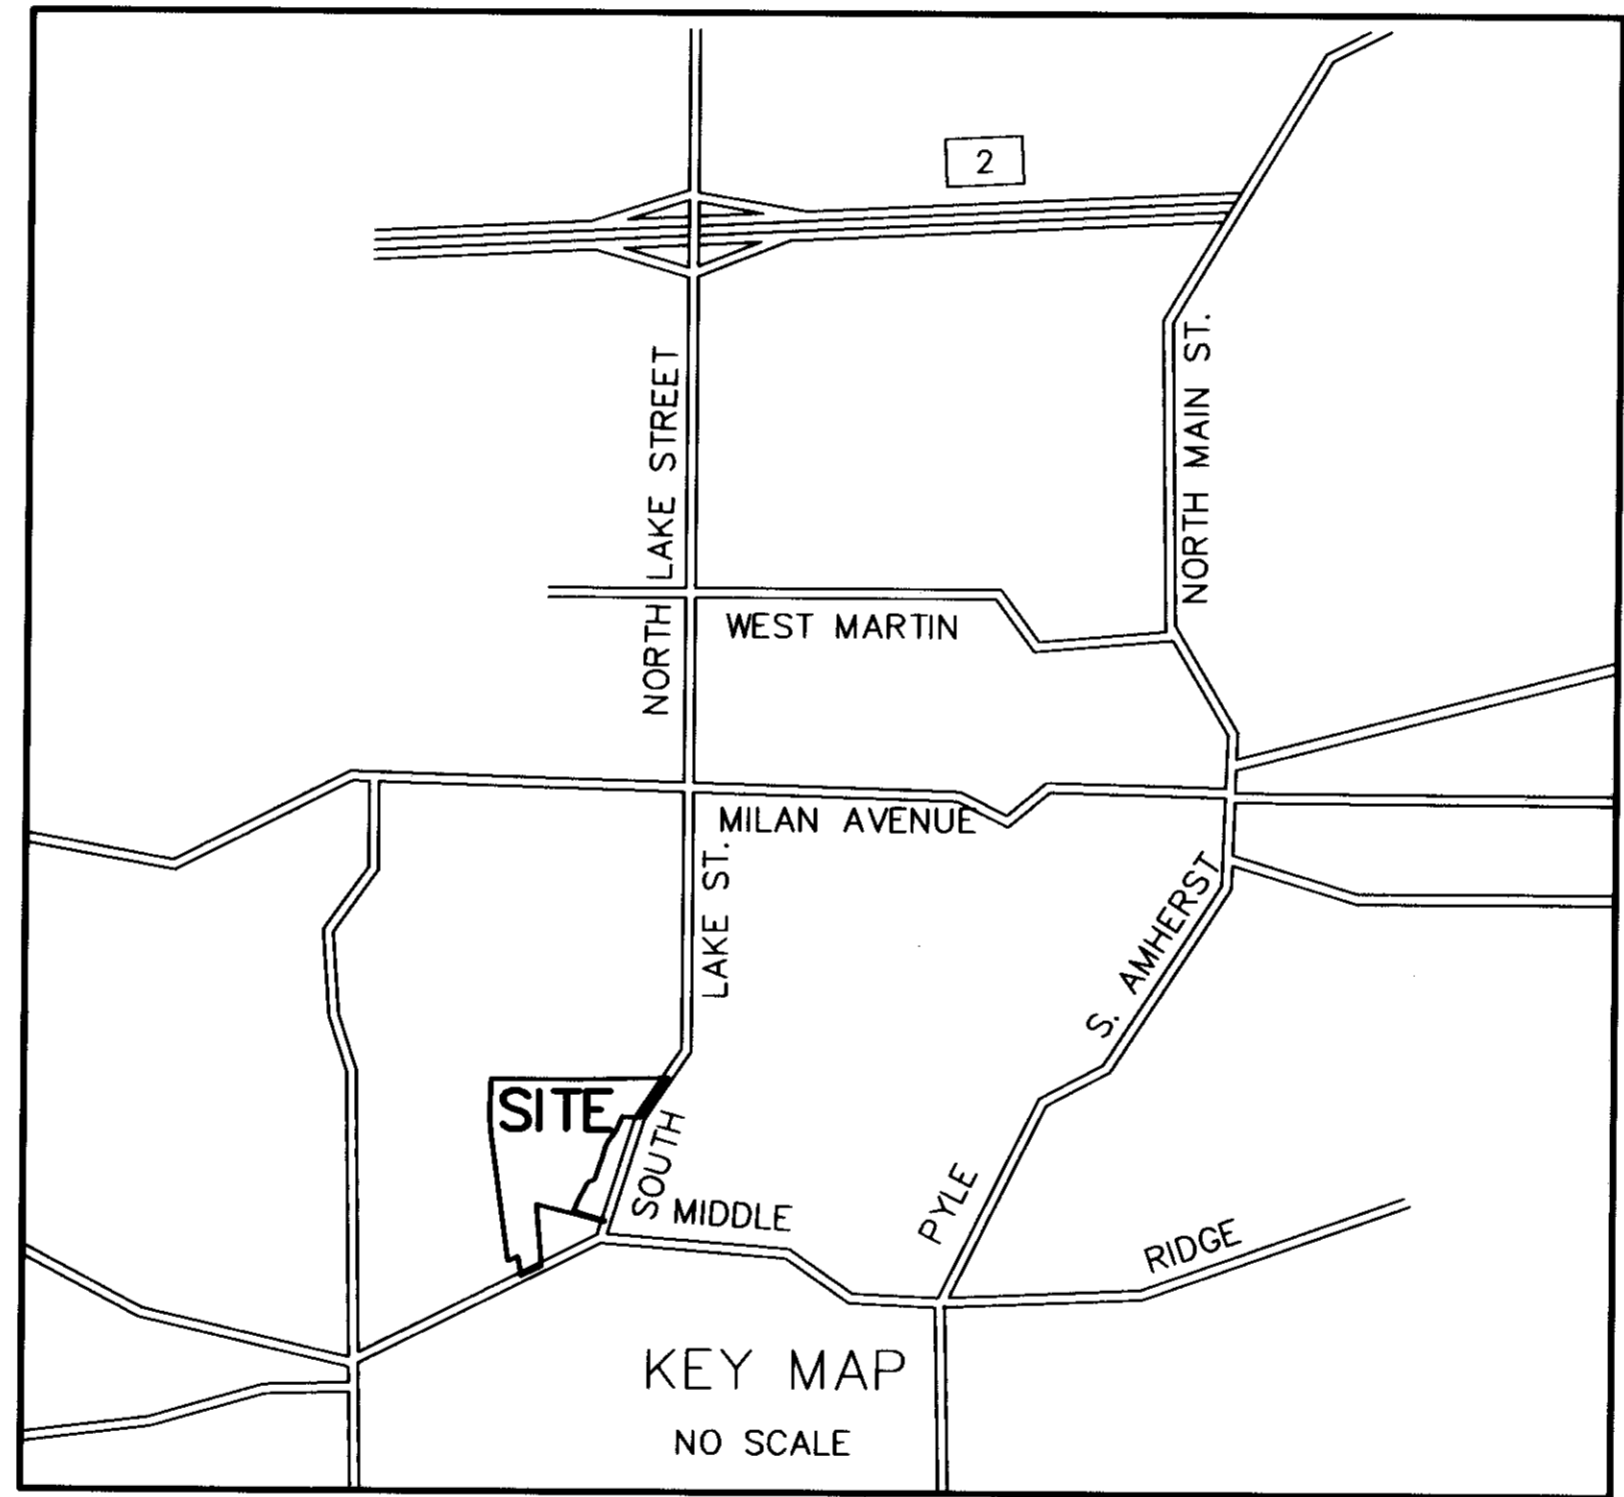 2
NORTH LAKE STREET
NORTH MAIN ST.
WEST MARTIN
MILAN AVENUE
SOUTH LAKE ST.
PYLE S. AMHERST
SITE
MIDDLE RIDGE
KEY MAP
NO SCALE